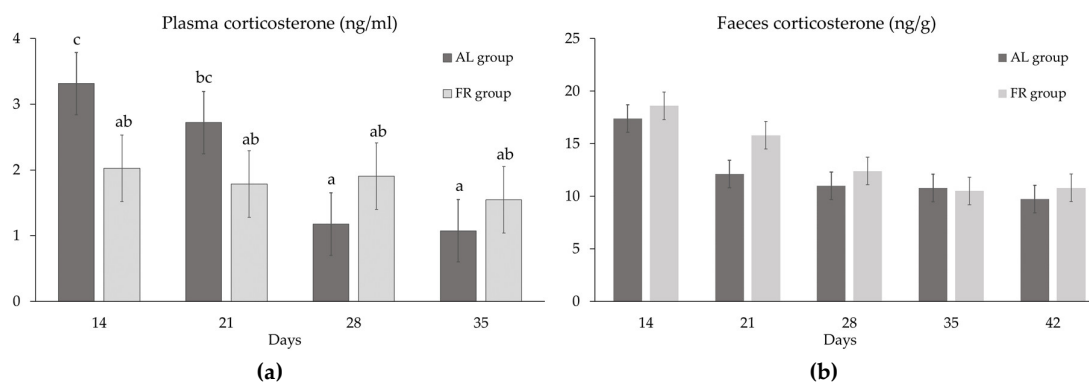 Plasma corticosterone (ng/ml)
4
3
2
1
0
c
ab
bc
ab
a
ab
a
ab
AL group
FR group
14 21 28 35
Days
(a)
Faeces corticosterone (ng/g)
25
20
15
10
5
0
AL group
FR group
14 21 28 35 42
Days
(b)